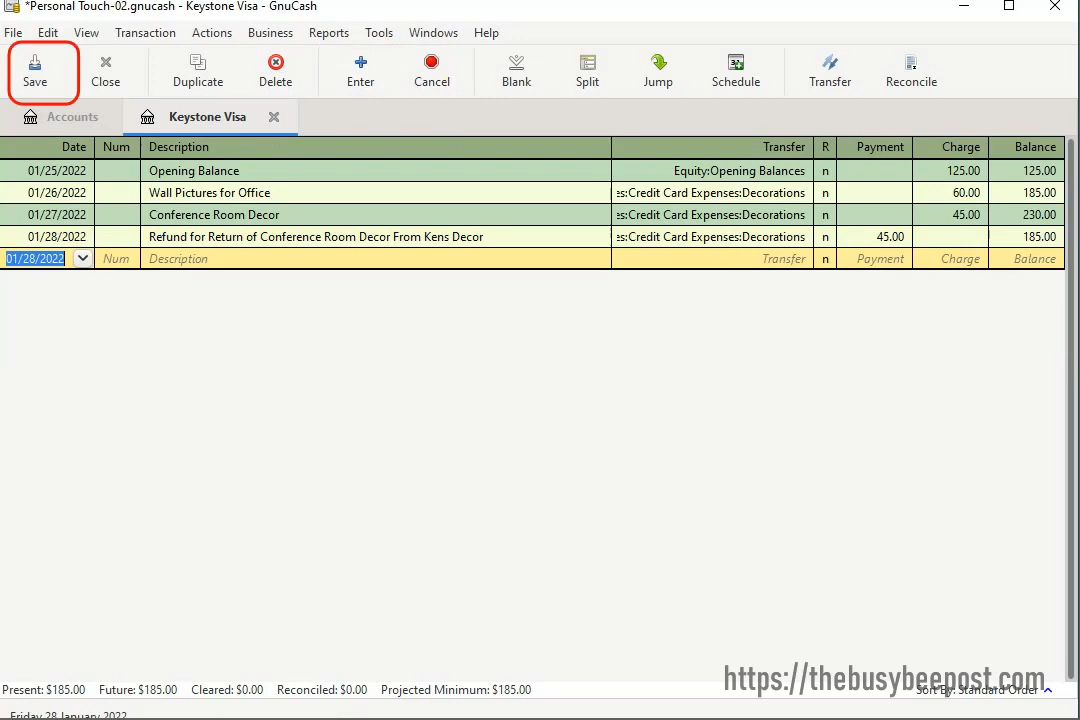 *Personal Touch-02.gnucash - Keystone Visa - GnuCash
File Edit View Transaction Actions Business Reports Tools Windows Help
Save Close Duplicate Delete Enter Cancel Blank Split Jump Schedule Transfer Reconcile
Accounts Keystone Visa
Date Num Description Transfer R Payment Charge Balance
01/25/2022 Opening Balance Equity:Opening Balances n 125.00 125.00
01/26/2022 Wall Pictures for Office es:Credit Card Expenses:Decorations n 60.00 185.00
01/27/2022 Conference Room Decor es:Credit Card Expenses:Decorations n 45.00 230.00
01/28/2022 Refund for Return of Conference Room Decor From Kens Decor es:Credit Card Expenses:Decorations n 45.00 185.00
01/28/2022 Num Description Transfer n Payment Charge Balance
https://thebusybeepost.com
Present: $185.00 Future: $185.00 Cleared: $0.00 Reconciled: $0.00 Projected Minimum: $185.00 Sort By: Standard Order
Friday 28 January 2022